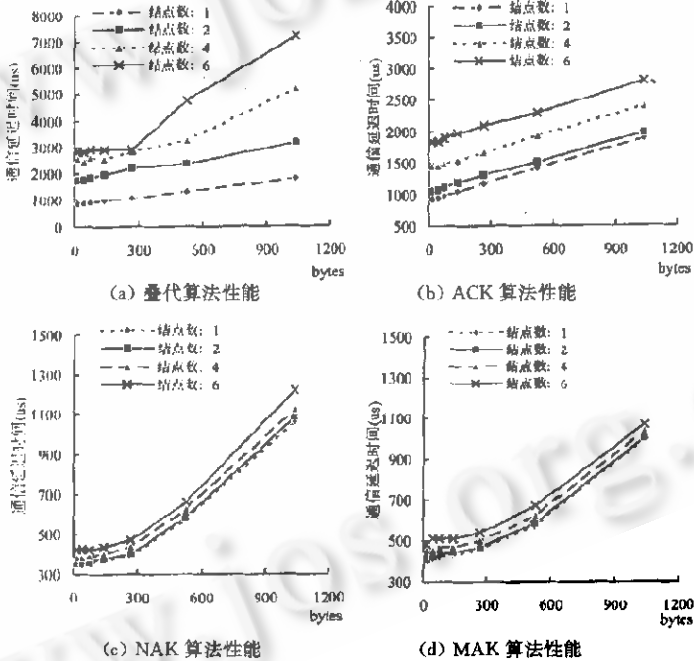 8000
7000
6000
5000
4000
3000
2000
1000
0
通信延迟时间(us)
结点数: 1
结点数: 2
结点数: 4
结点数: 6
0
300
600
900
1200
bytes
(a) 叠代算法性能
4000
3500
3000
2500
2000
1500
1000
500
通信延迟时间(us)
结点数: 1
结点数: 2
结点数: 4
结点数: 6
0
300
600
900
1200
bytes
(b) ACK 算法性能
1500
1300
1100
900
700
500
300
通信延迟时间(us)
结点数: 1
结点数: 2
结点数: 4
结点数: 6
0
300
600
900
1200
bytes
(c) NAK 算法性能
1500
1300
1100
900
700
500
300
通信延迟时间(us)
结点数: 1
结点数: 2
结点数: 4
结点数: 6
0
300
600
900
1200
bytes
(d) MAK 算法性能